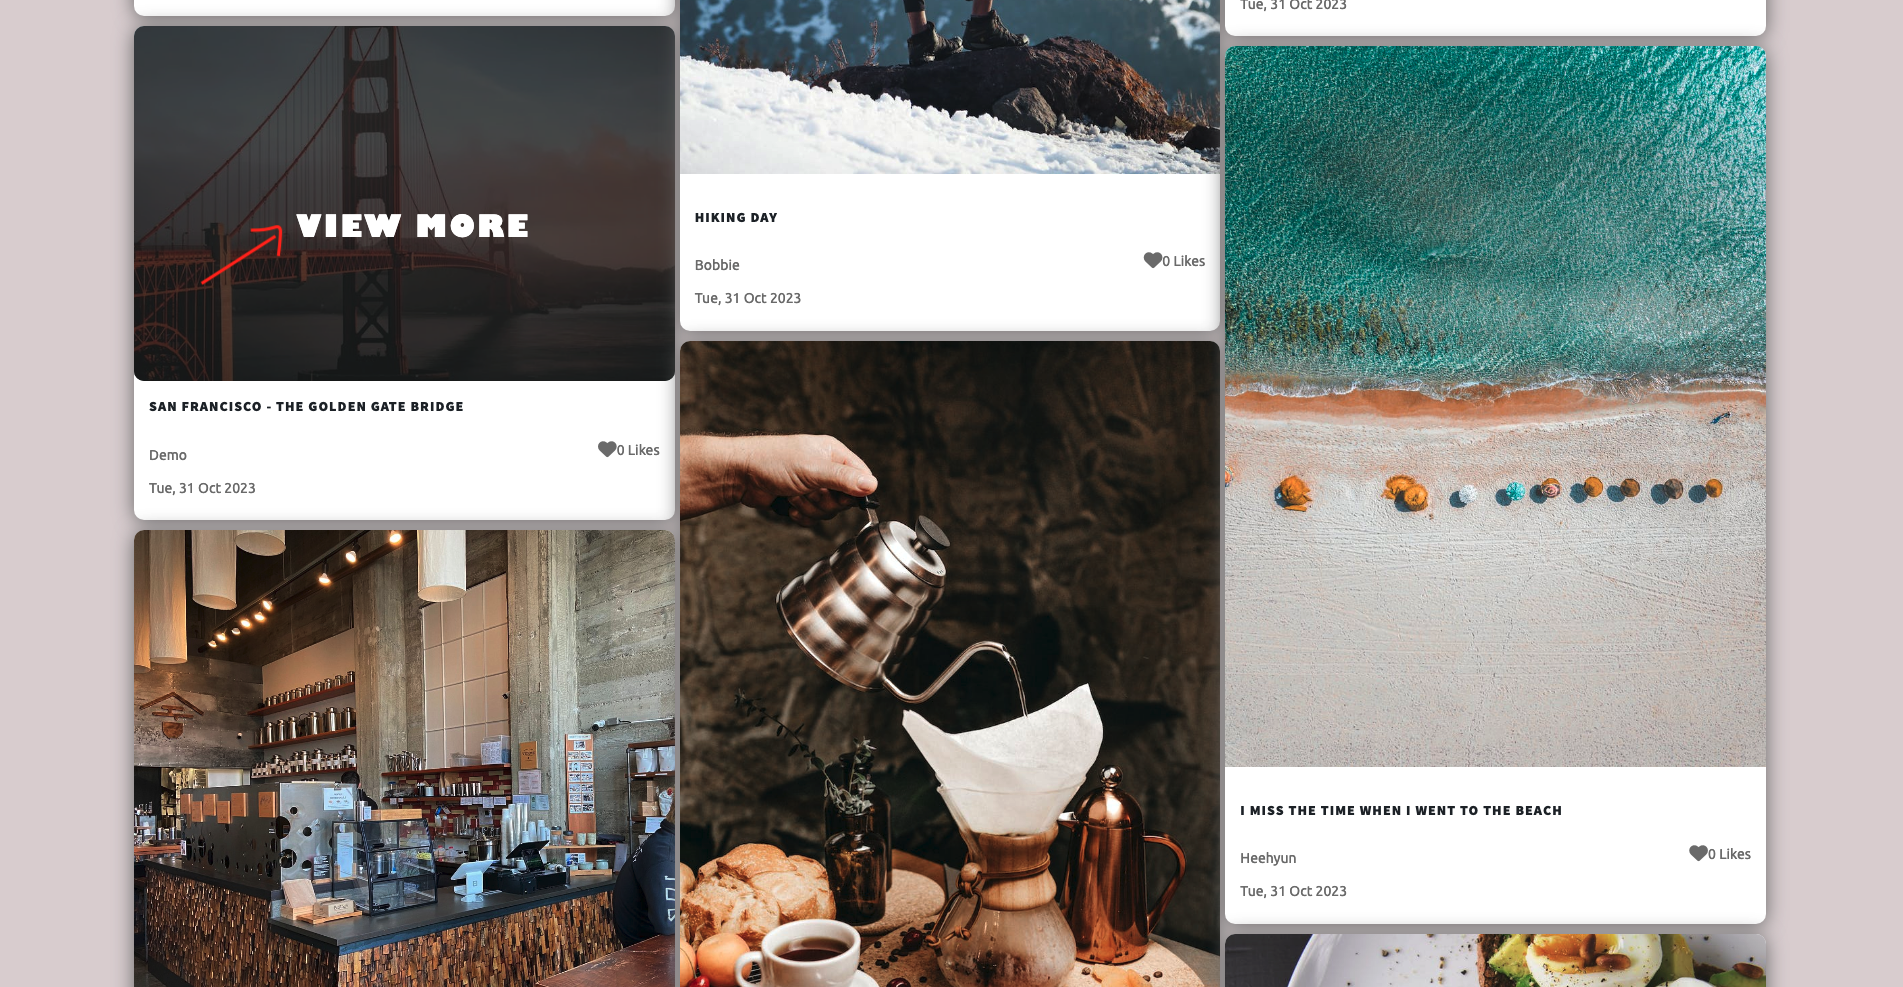 VIEW MORE
SAN FRANCISCO - THE GOLDEN GATE BRIDGE
Demo
0 Likes
Tue, 31 Oct 2023
HIKING DAY
Bobbie
0 Likes
Tue, 31 Oct 2023
Tue, 31 Oct 2023
I MISS THE TIME WHEN I WENT TO THE BEACH
Heehyun
0 Likes
Tue, 31 Oct 2023